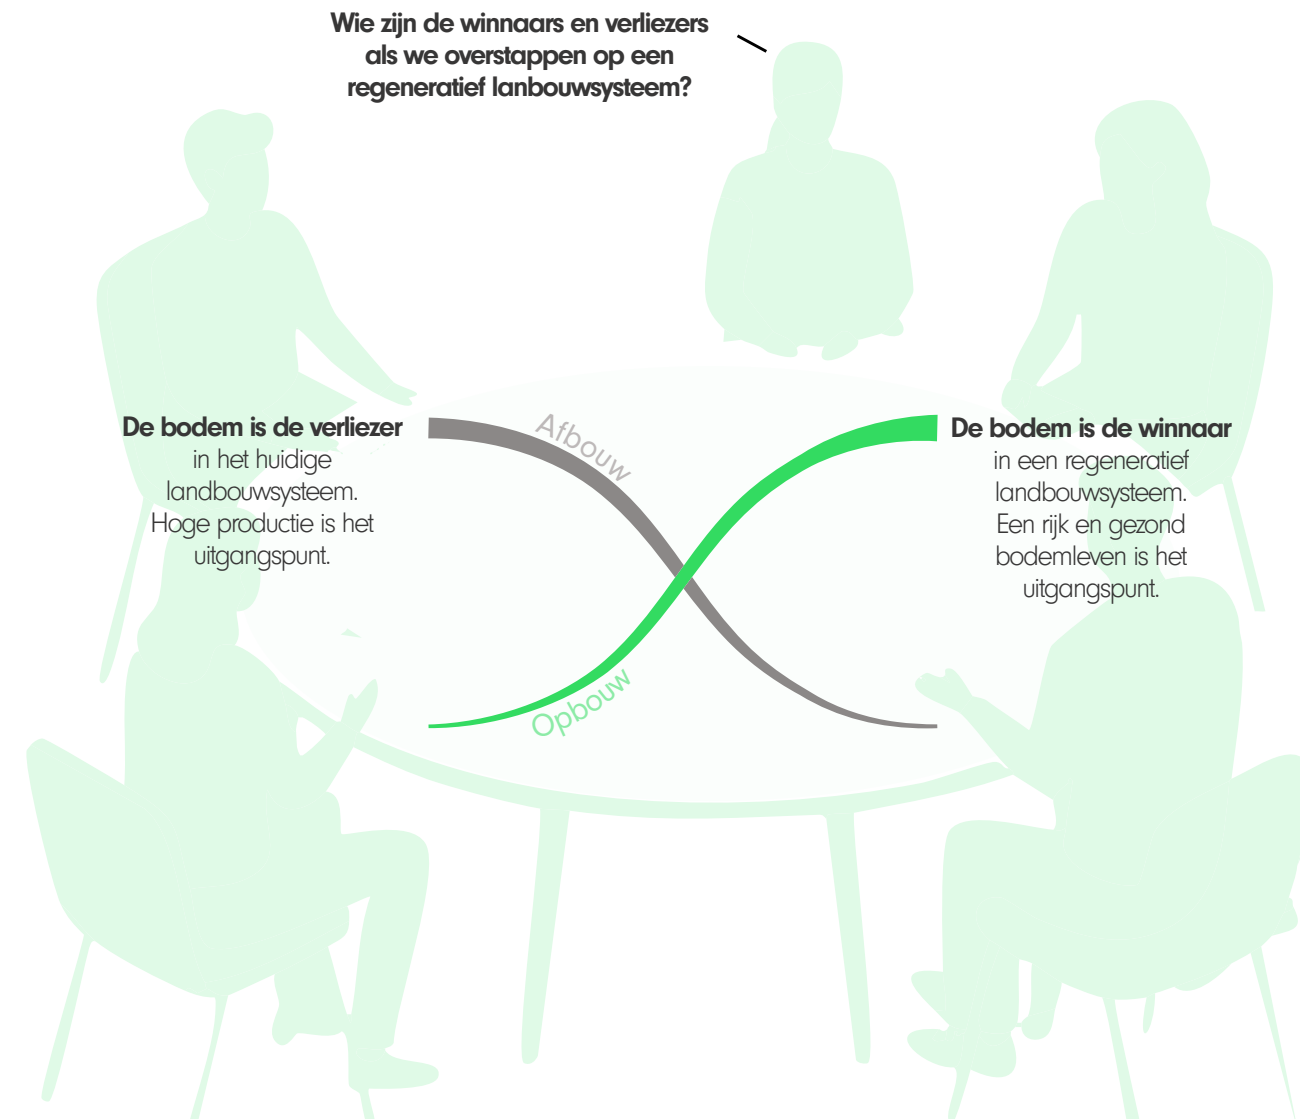 Wie zijn de winnaars en verliezers
als we overstappen op een
regeneratief lanbouwsysteem?
Afbouw
De bodem is de verliezer
in het huidige
landbouwsysteem.
Hoge productie is het
uitgangspunt.
De bodem is de winnaar
in een regeneratief
landbouwsysteem.
Een rijk en gezond
bodemleven is het
uitgangspunt.
Opbouw